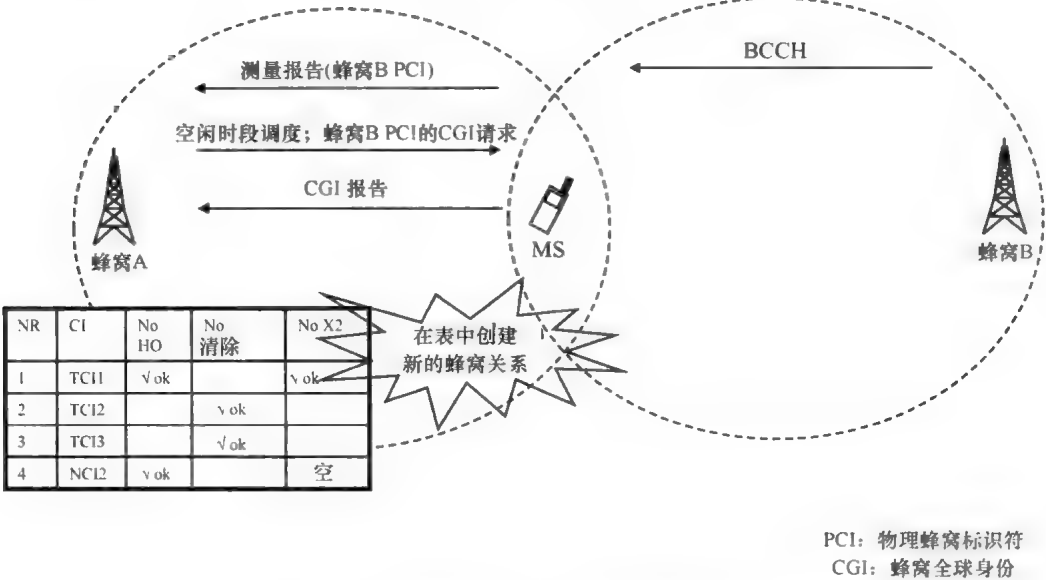 BCCH
测量报告(蜂窝B PCI)
空闲时段调度；蜂窝B PCI的CGI请求
CGI 报告
蜂窝A
MS
蜂窝B
NR CI No HO No 清除 No X2
1 TCI1 √ok √ok
2 TCI2 √ok
3 TCI3 √ok
4 NCI2 √ok 空
在表中创建
新的蜂窝关系
PCI：物理蜂窝标识符
CGI：蜂窝全球身份